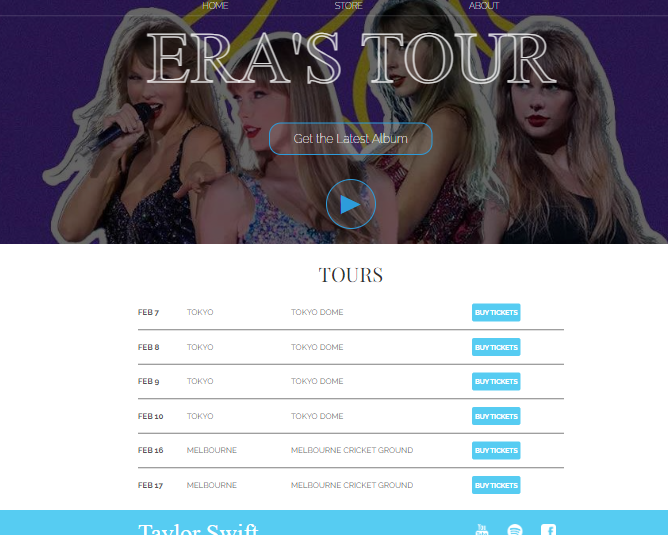 HOME STORE ABOUT
ERA'S TOUR
Get the Latest Album
TOURS
FEB 7 TOKYO TOKYO DOME BUY TICKETS
FEB 8 TOKYO TOKYO DOME BUY TICKETS
FEB 9 TOKYO TOKYO DOME BUY TICKETS
FEB 10 TOKYO TOKYO DOME BUY TICKETS
FEB 16 MELBOURNE MELBOURNE CRICKET GROUND BUY TICKETS
FEB 17 MELBOURNE MELBOURNE CRICKET GROUND BUY TICKETS
Taylor Swift